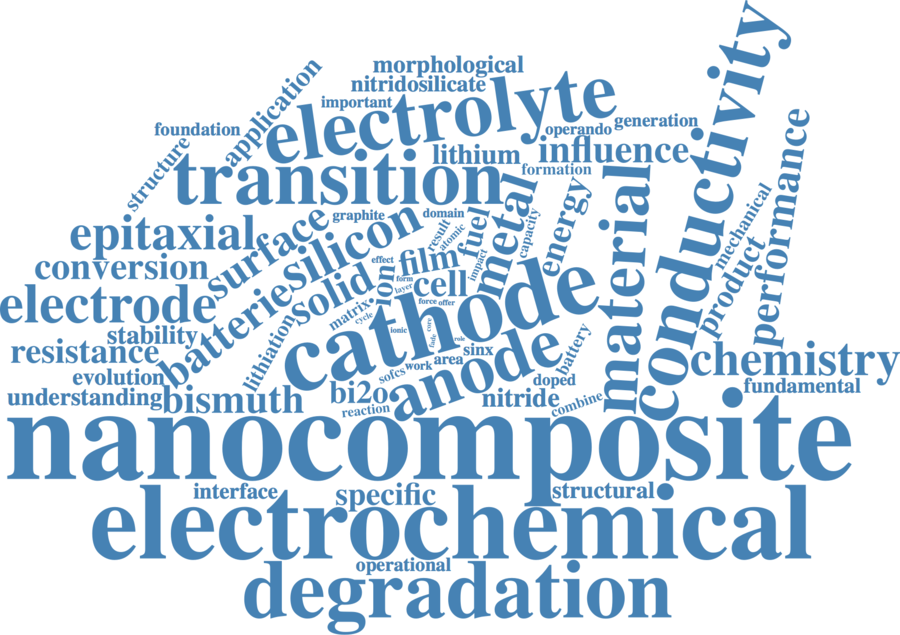 morphological
nitridosilicate
important
electrolyte
application
foundation
structure
transition
operando
generation
lithium
influence
formation
conductivity
performance
mechanical
product
material
energy
capacity
metal
fuel
atomic
result
domain
graphite
silicon
surface
epitaxial
conversion
electrode
batterie
solid
effect
film
impact
ion
form
layer
cell
force
offer
matrix
cycle
ionic
core
role
cathode
stability
resistance
lithiation
evolution
understanding
bismuth
bi2o
sofcs
work
area
sinx
battery
anode
reaction
nitride
doped
combine
chemistry
fundamental
nanocomposite
interface
specific
structural
electrochemical
operational
degradation